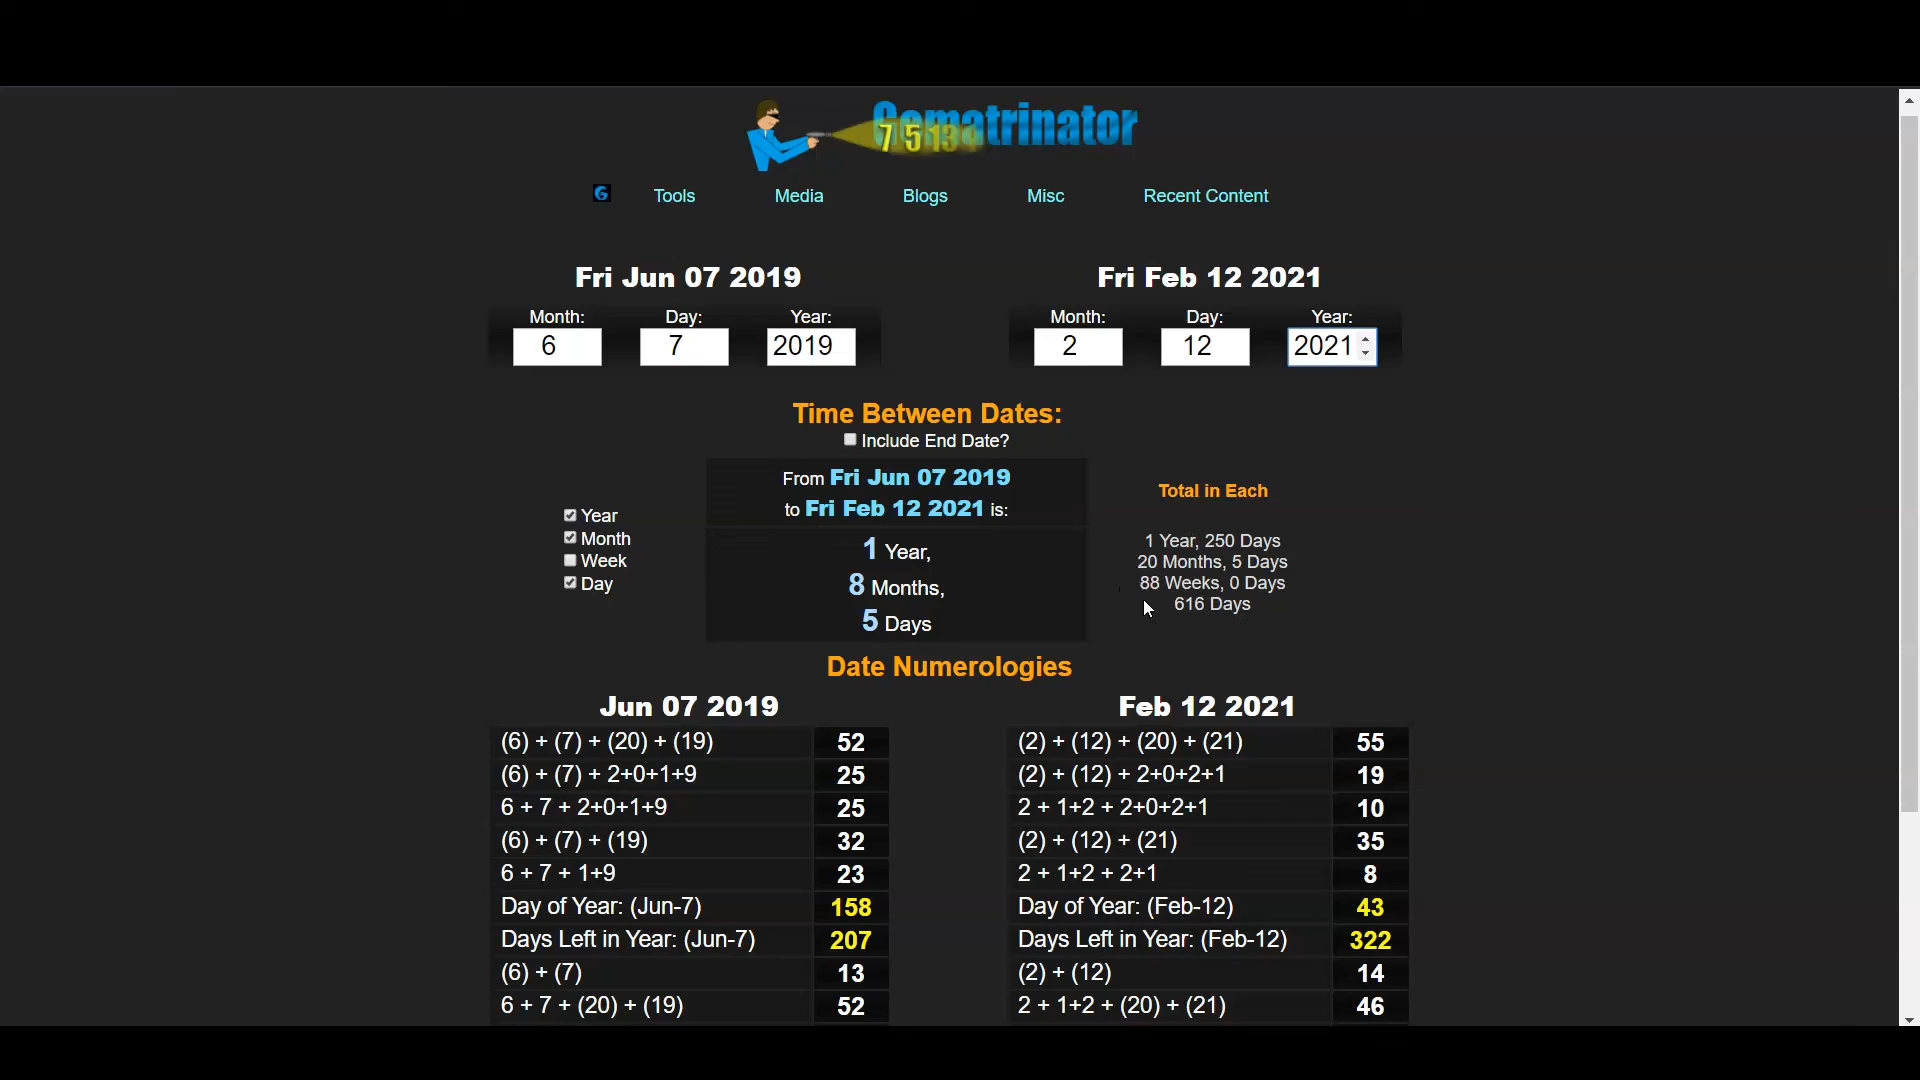 Gematrinator
7 5 13
Tools Media Blogs Misc Recent Content
Fri Jun 07 2019 Fri Feb 12 2021
Month: Day: Year: Month: Day: Year:
6 7 2019 2 12 2021
Time Between Dates:
Include End Date?
From Fri Jun 07 2019
to Fri Feb 12 2021 is:
Year
Month
Week
Day
1 Year,
8 Months,
5 Days
Total in Each
1 Year, 250 Days
20 Months, 5 Days
88 Weeks, 0 Days
616 Days
Date Numerologies
Jun 07 2019
(6) + (7) + (20) + (19) 52
(6) + (7) + 2+0+1+9 25
6 + 7 + 2+0+1+9 25
(6) + (7) + (19) 32
6 + 7 + 1+9 23
Day of Year: (Jun-7) 158
Days Left in Year: (Jun-7) 207
(6) + (7) 13
6 + 7 + (20) + (19) 52
Feb 12 2021
(2) + (12) + (20) + (21) 55
(2) + (12) + 2+0+2+1 19
2 + 1+2 + 2+0+2+1 10
(2) + (12) + (21) 35
2 + 1+2 + 2+1 8
Day of Year: (Feb-12) 43
Days Left in Year: (Feb-12) 322
(2) + (12) 14
2 + 1+2 + (20) + (21) 46